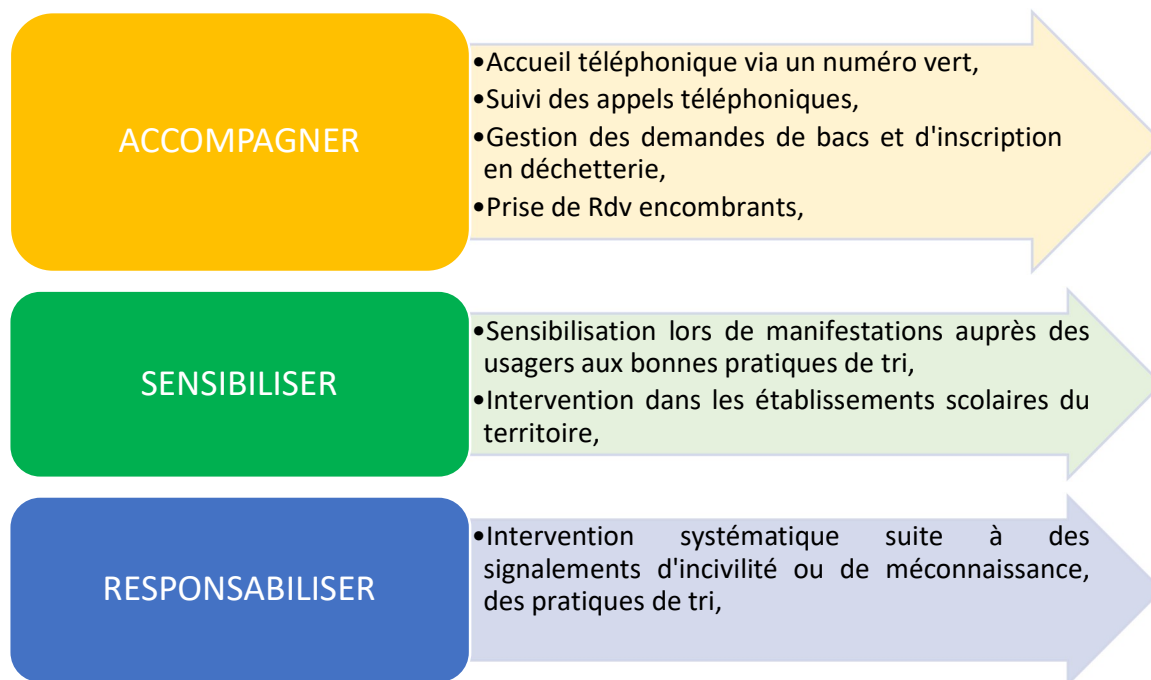 ACCOMPAGNER
•Accueil téléphonique via un numéro vert,
•Suivi des appels téléphoniques,
•Gestion des demandes de bacs et d'inscription
en déchetterie,
•Prise de Rdv encombrants,
SENSIBILISER
•Sensibilisation lors de manifestations auprès des
usagers aux bonnes pratiques de tri,
•Intervention dans les établissements scolaires du
territoire,
RESPONSABILISER
•Intervention systématique suite à des
signalements d'incivilité ou de méconnaissance,
des pratiques de tri,